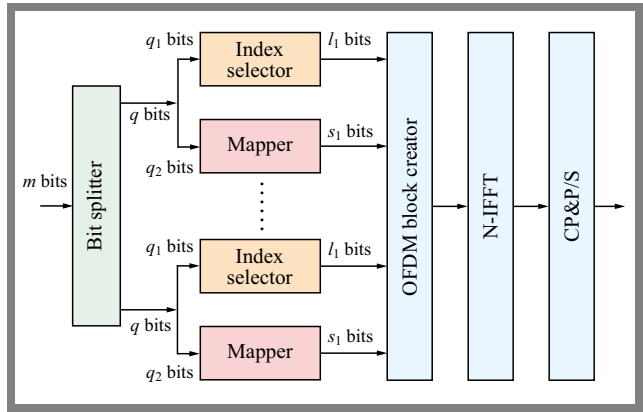 q₁ bits
Index
selector
l₁ bits
q bits
Mapper
s₁ bits
q₂ bits
m bits
Bit splitter
q₁ bits
Index
selector
l₁ bits
q bits
Mapper
s₁ bits
q₂ bits
OFDM block creator
N-IFFT
CP&P/S